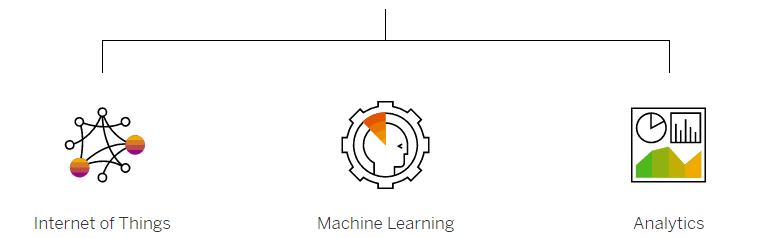 Internet of Things
Machine Learning
Analytics